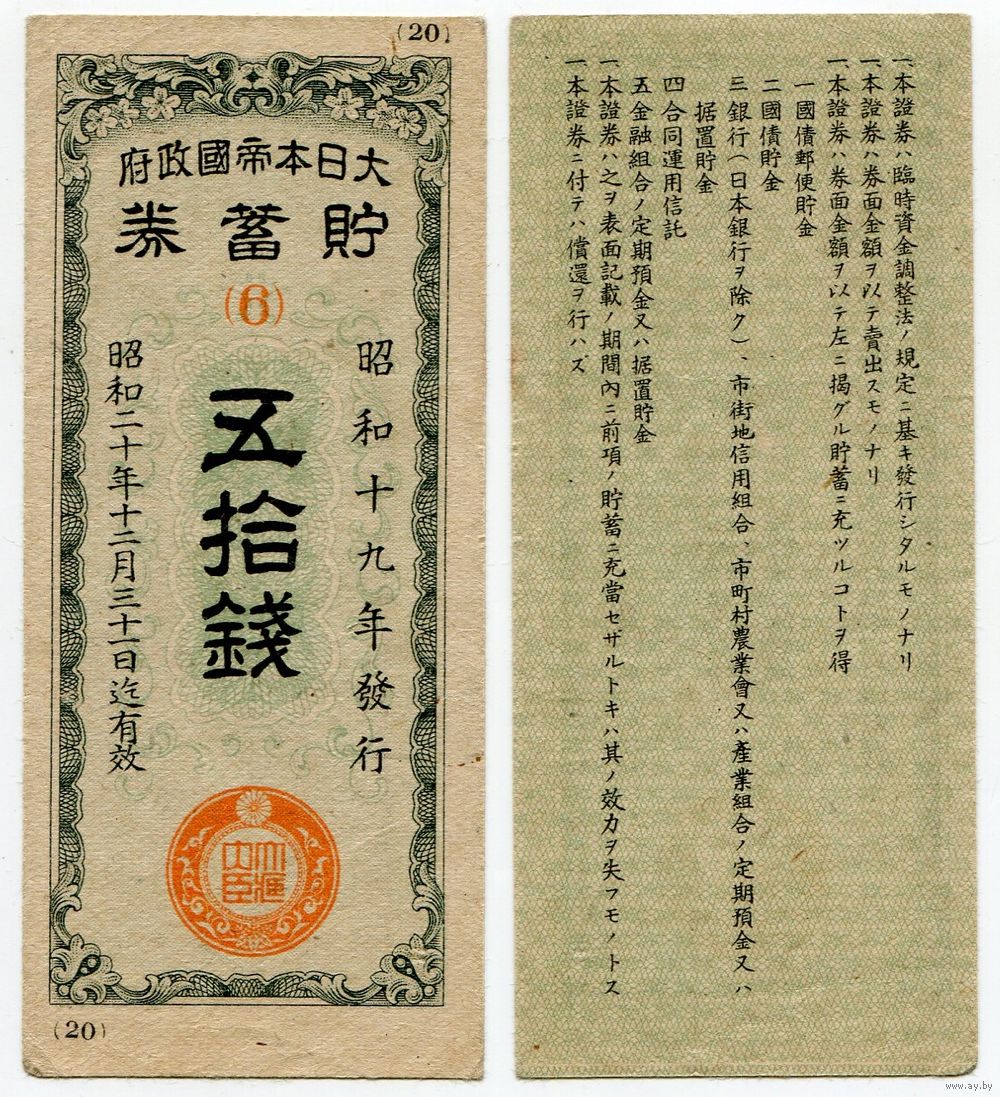 (20)
大日本帝國政府
貯蓄券
(6)
昭和十九年發行
五拾錢
昭和二十年十二月三十一日迄有效
大藏大臣
(20)
一、本證券ハ臨時資金調整法ノ規定ニ基キ發行シタルモノナリ
一、本證券ハ券面金額ヲ以テ賣出スモノナリ
一、本證券ハ券面金額ヲ以テ左ニ揭グル貯蓄ニ充ツルコトヲ得
一 國債郵便貯金
二 國債貯金
三 銀行(日本銀行ヲ除ク)、市街地信用組合、市町村農業會又ハ產業組合ノ定期預金又ハ
据置貯金
四 合同運用信託
五 金融組合ノ定期預金又ハ据置貯金
一、本證券ハ之ヲ表面記載ノ期間內ニ前項ノ貯蓄ニ充當セザルトキハ其ノ效力ヲ失フモノトス
一、本證券ニ付テハ償還ヲ行ハズ
www.ay.by